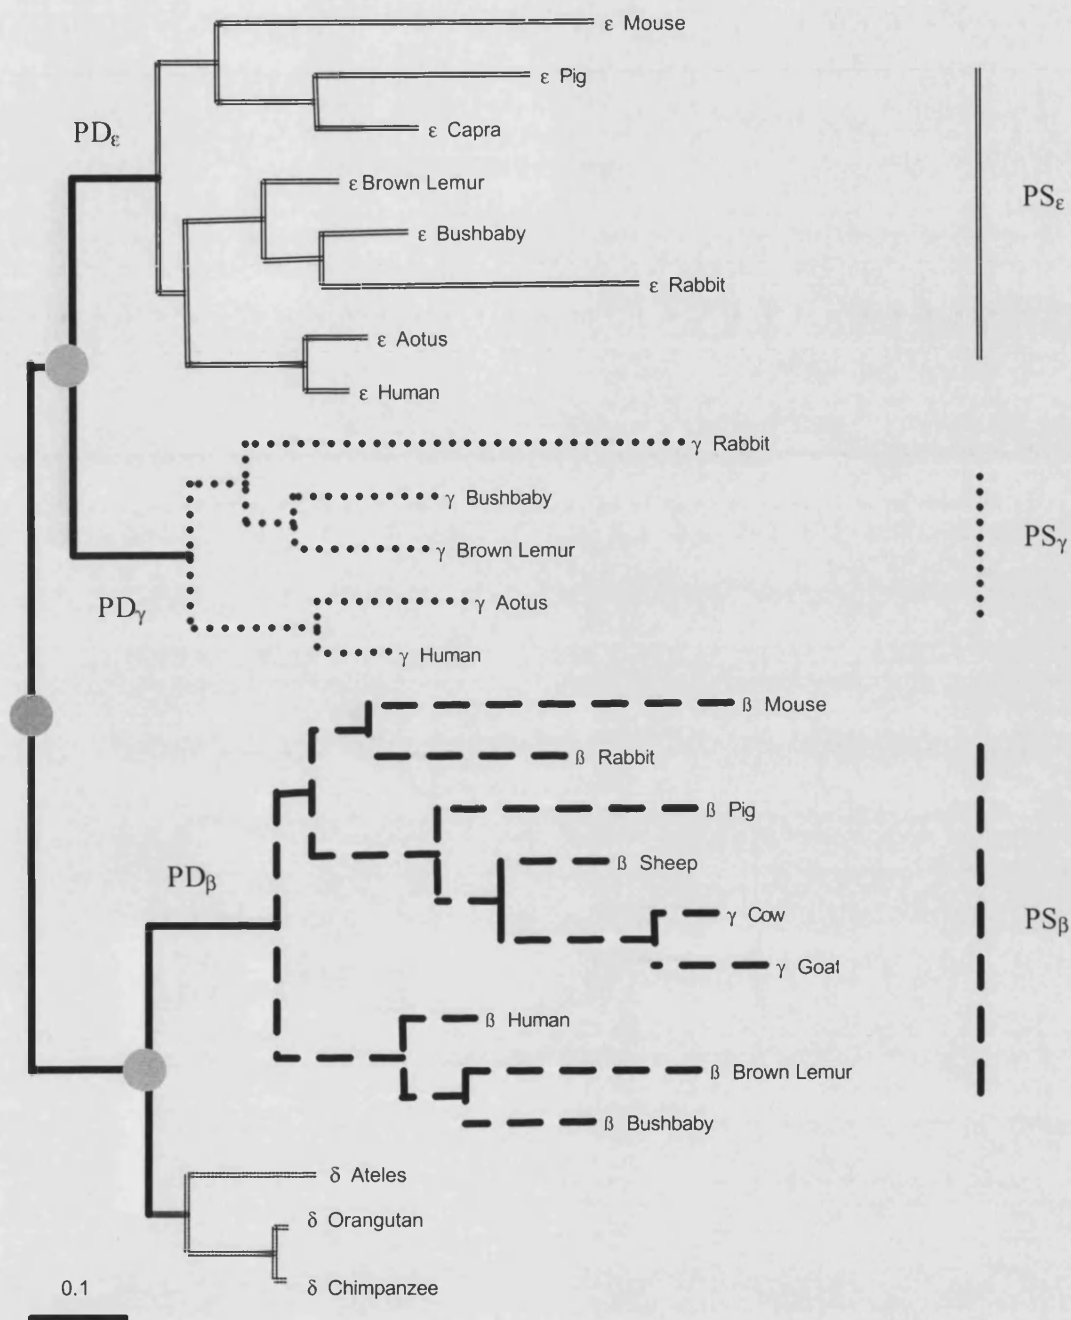 ε Mouse
ε Pig
PDε
ε Capra
ε Brown Lemur
PSε
ε Bushbaby
ε Rabbit
ε Aotus
ε Human
γ Rabbit
γ Bushbaby
PSγ
γ Brown Lemur
PDγ
γ Aotus
γ Human
ß Mouse
ß Rabbit
ß Pig
ß Sheep
PDβ
γ Cow
PSβ
γ Goat
ß Human
ß Brown Lemur
ß Bushbaby
δ Ateles
δ Orangutan
δ Chimpanzee
0.1